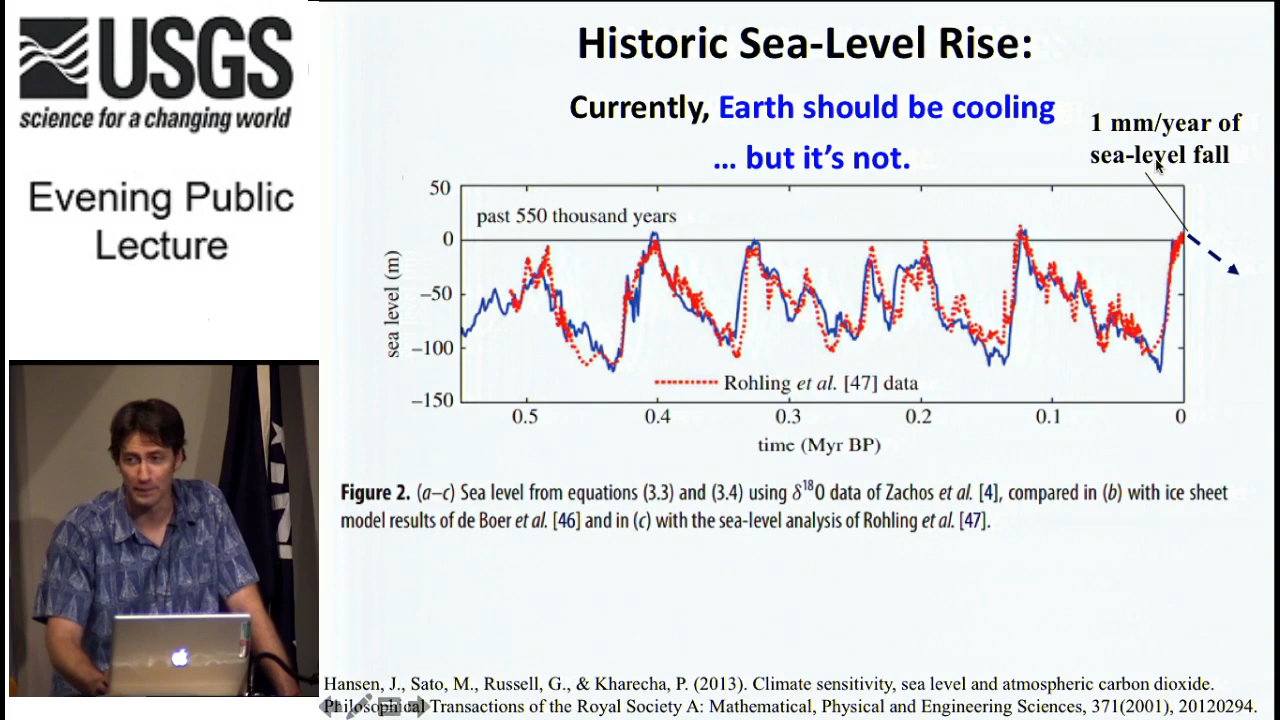 USGS
science for a changing world
Evening Public
Lecture
Historic Sea-Level Rise:
Currently, Earth should be cooling
... but it's not.
1 mm/year of
sea-level fall
past 550 thousand years
50
0
−50
−100
−150
sea level (m)
Rohling et al. [47] data
0.5 0.4 0.3 0.2 0.1 0
time (Myr BP)
Figure 2. (a–c) Sea level from equations (3.3) and (3.4) using δ¹⁸O data of Zachos et al. [4], compared in (b) with ice sheet
model results of de Boer et al. [46] and in (c) with the sea-level analysis of Rohling et al. [47].
Hansen, J., Sato, M., Russell, G., & Kharecha, P. (2013). Climate sensitivity, sea level and atmospheric carbon dioxide.
Philosophical Transactions of the Royal Society A: Mathematical, Physical and Engineering Sciences, 371(2001), 20120294.